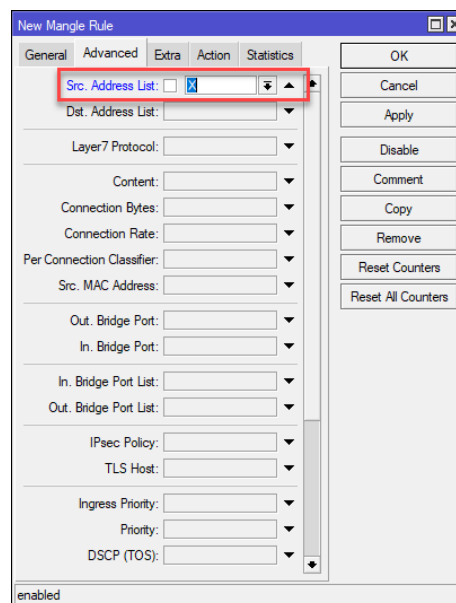 New Mangle Rule
General Advanced Extra Action Statistics
OK
Cancel
Apply
Disable
Comment
Copy
Remove
Reset Counters
Reset All Counters
Src. Address List: X
Dst. Address List:
Layer7 Protocol:
Content:
Connection Bytes:
Connection Rate:
Per Connection Classifier:
Src. MAC Address:
Out. Bridge Port:
In. Bridge Port:
In. Bridge Port List:
Out. Bridge Port List:
IPsec Policy:
TLS Host:
Ingress Priority:
Priority:
DSCP (TOS):
enabled